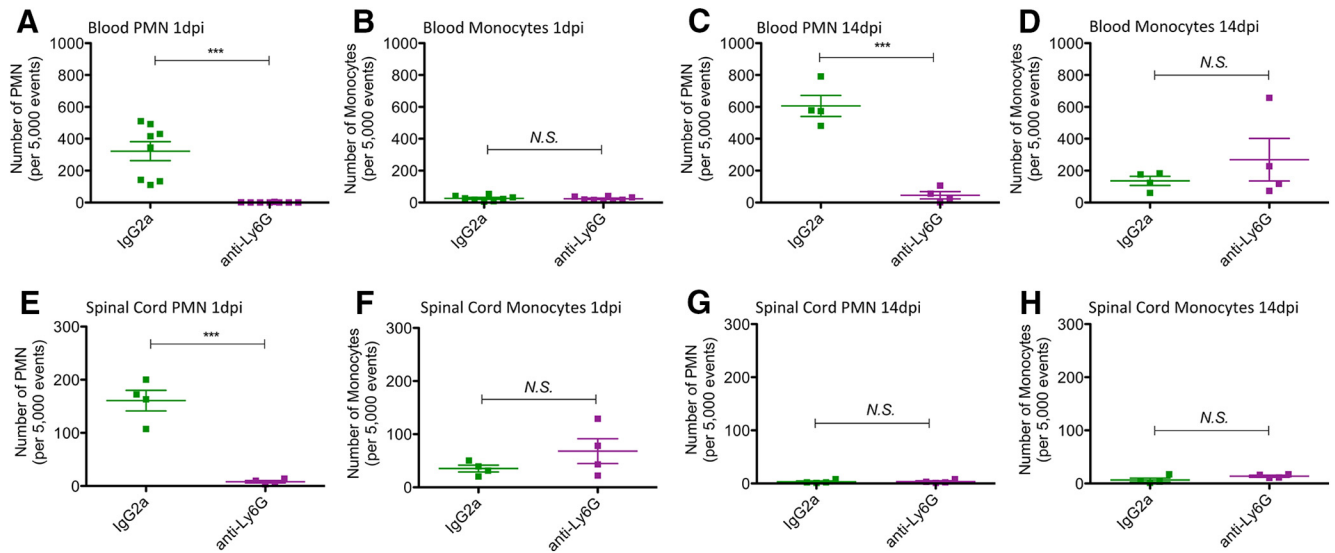 A
Blood PMN 1dpi
Number of PMN
(per 5,000 events)
1000
800
600
400
200
0
***
IgG2a
anti-Ly6G
B
Blood Monocytes 1dpi
Number of Monocytes
(per 5,000 events)
1000
800
600
400
200
0
N.S.
IgG2a
anti-Ly6G
C
Blood PMN 14dpi
Number of PMN
(per 5,000 events)
1000
800
600
400
200
0
***
IgG2a
anti-Ly6G
D
Blood Monocytes 14dpi
Number of Monocytes
(per 5,000 events)
1000
800
600
400
200
0
N.S.
IgG2a
anti-Ly6G
E
Spinal Cord PMN 1dpi
Number of PMN
(per 5,000 events)
300
200
100
0
***
IgG2a
anti-Ly6G
F
Spinal Cord Monocytes 1dpi
Number of Monocytes
(per 5,000 events)
300
200
100
0
N.S.
IgG2a
anti-Ly6G
G
Spinal Cord PMN 14dpi
Number of PMN
(per 5,000 events)
300
200
100
0
N.S.
IgG2a
anti-Ly6G
H
Spinal Cord Monocytes 14dpi
Number of Monocytes
(per 5,000 events)
300
200
100
0
N.S.
IgG2a
anti-Ly6G